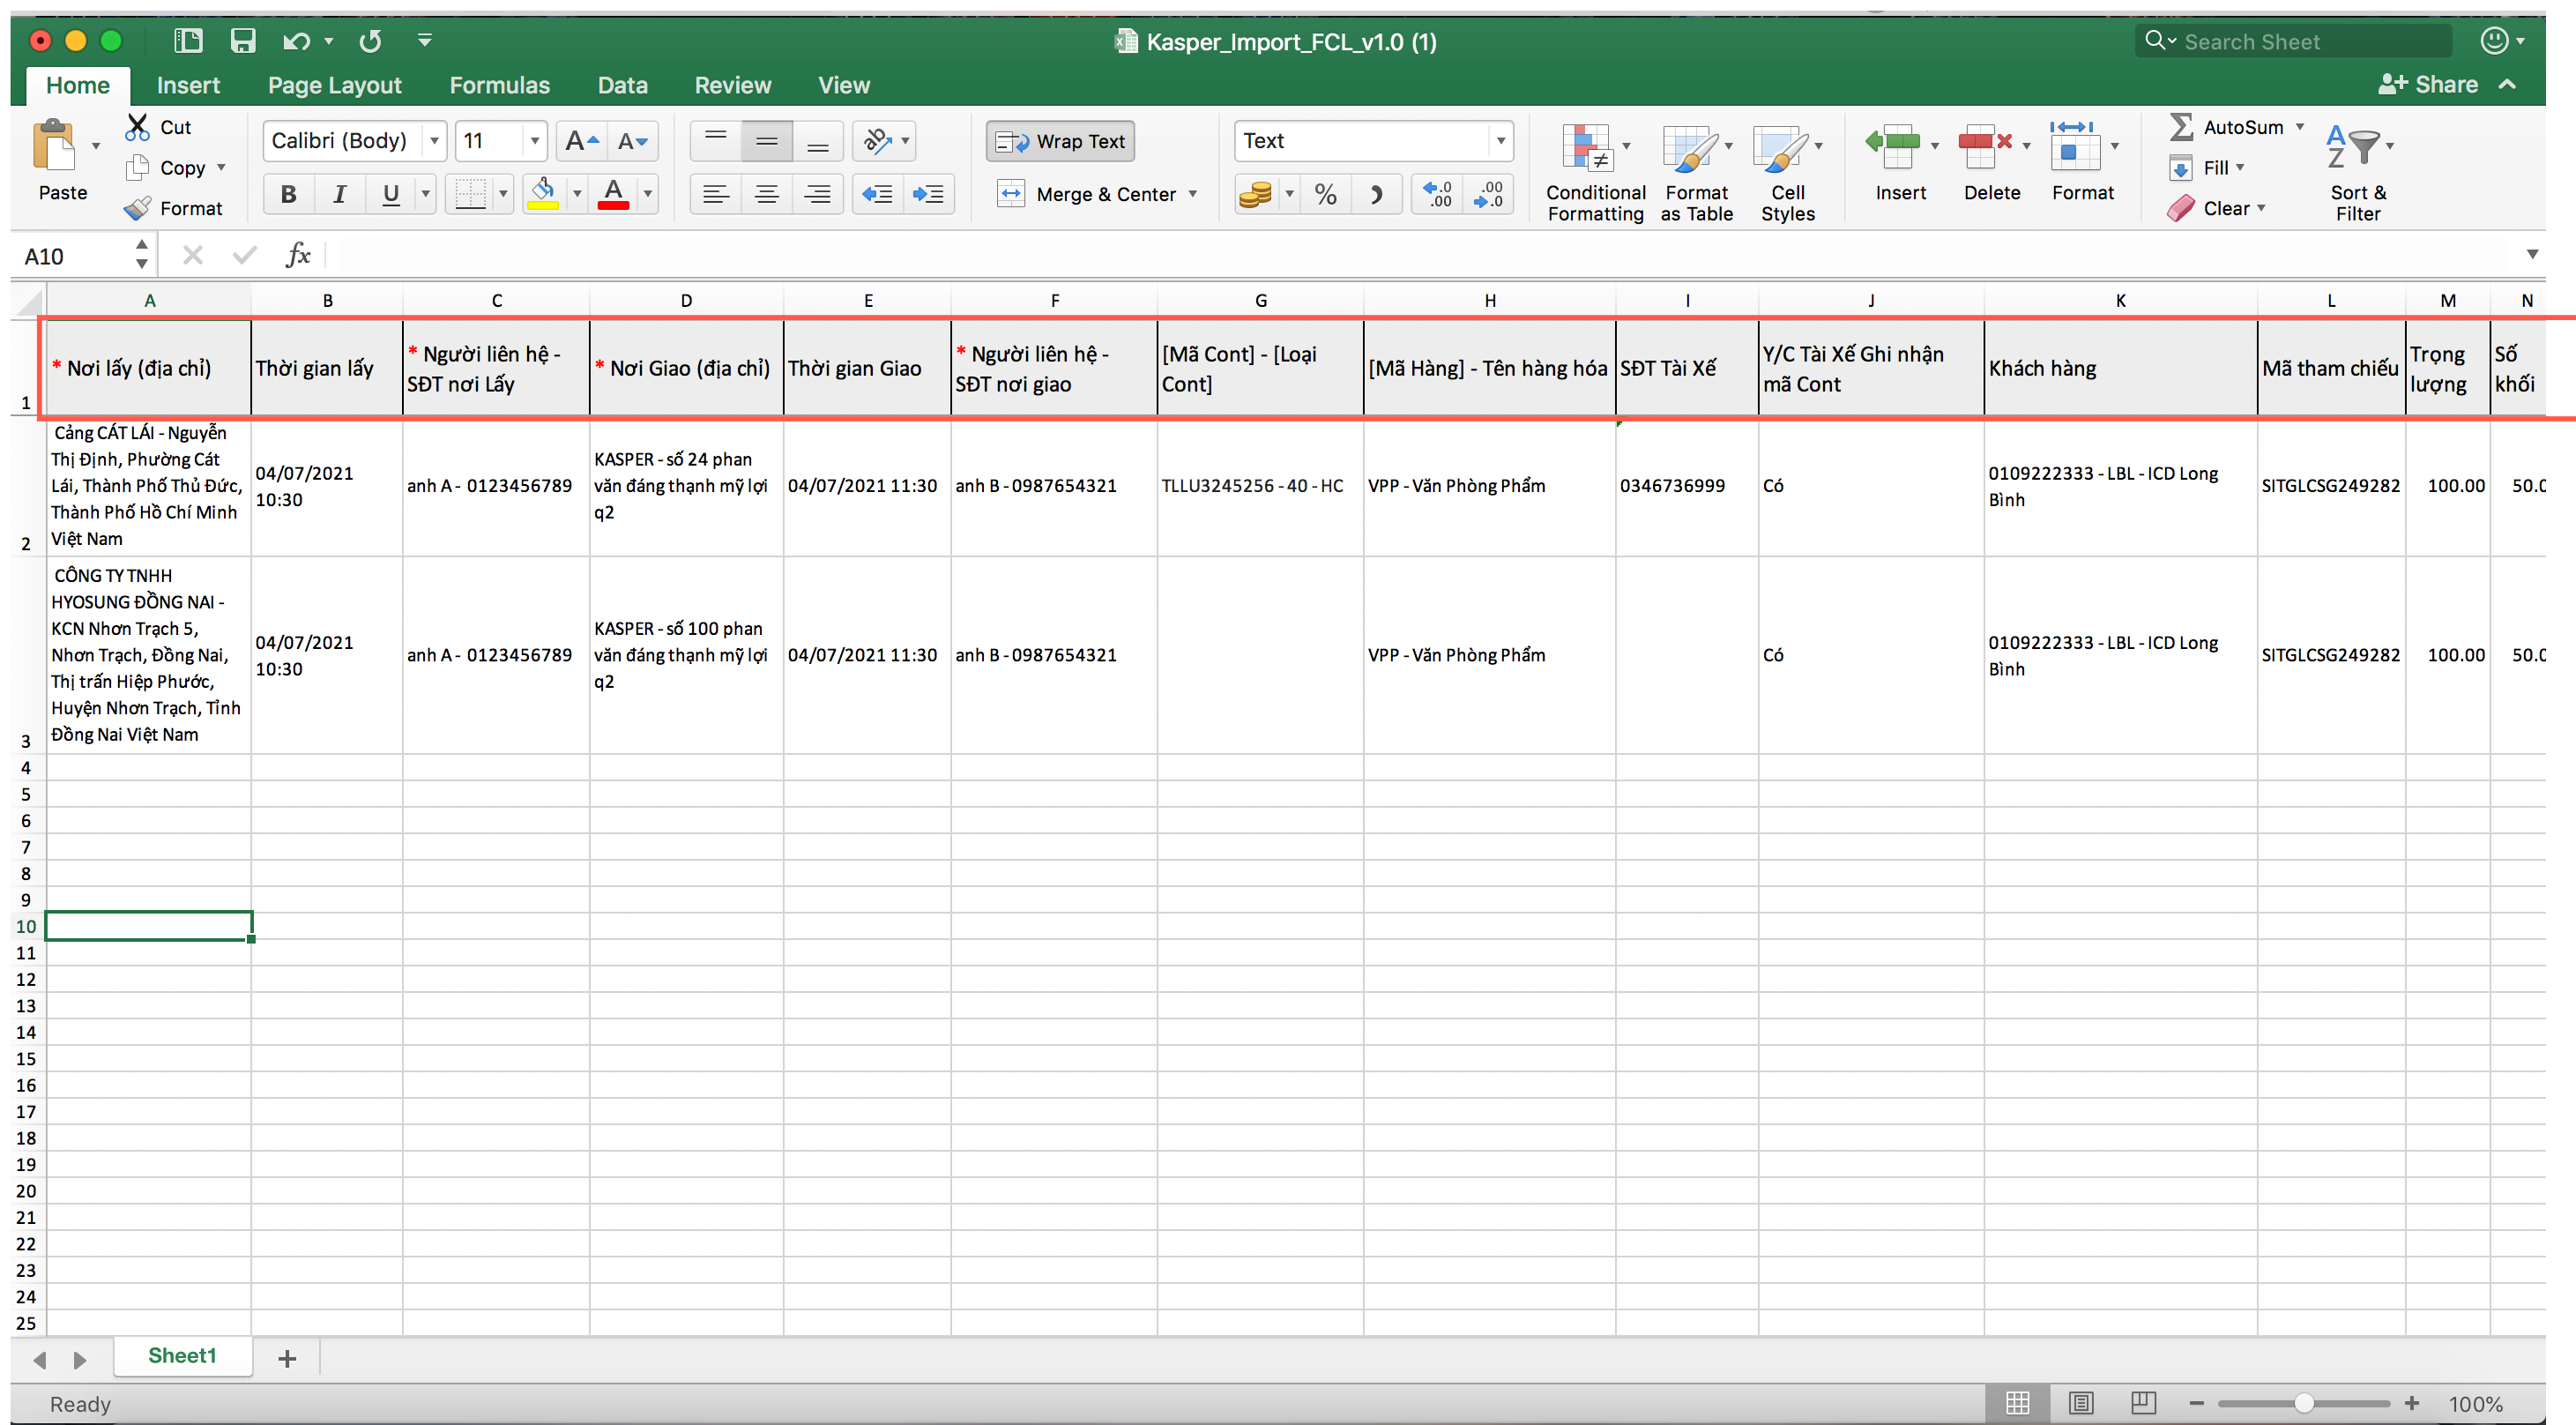 Kasper_Import_FCL_v1.0 (1)
Search Sheet
Home Insert Page Layout Formulas Data Review View
Share
Paste
Cut
Copy
Format
Calibri (Body) 11
B I U
Wrap Text
Merge & Center
Text
Conditional Formatting
Format as Table
Cell Styles
Insert
Delete
Format
AutoSum
Fill
Clear
Sort & Filter
A10
fx
A B C D E F G H I J K L M N
1
* Nơi lấy (địa chỉ)
Thời gian lấy
* Người liên hệ -
SĐT nơi Lấy
* Nơi Giao (địa chỉ)
Thời gian Giao
* Người liên hệ -
SĐT nơi giao
[Mã Cont] - [Loại
Cont]
[Mã Hàng] - Tên hàng hóa
SĐT Tài Xế
Y/C Tài Xế Ghi nhận
mã Cont
Khách hàng
Mã tham chiếu
Trọng
lượng
Số
khối
2
Cảng CÁT LÁI - Nguyễn
Thị Định, Phường Cát
Lái, Thành Phố Thủ Đức,
Thành Phố Hồ Chí Minh
Việt Nam
04/07/2021
10:30
anh A - 0123456789
KASPER - số 24 phan
văn đáng thạnh mỹ lợi
q2
04/07/2021 11:30
anh B - 0987654321
TLLU3245256 - 40 - HC
VPP - Văn Phòng Phẩm
0346736999
Có
0109222333 - LBL - ICD Long
Bình
SITGLCSG249282
100.00
50.0
3
CÔNG TY TNHH
HYOSUNG ĐỒNG NAI -
KCN Nhơn Trạch 5,
Nhơn Trạch, Đồng Nai,
Thị trấn Hiệp Phước,
Huyện Nhơn Trạch, Tỉnh
Đồng Nai Việt Nam
04/07/2021
10:30
anh A - 0123456789
KASPER - số 100 phan
văn đáng thạnh mỹ lợi
q2
04/07/2021 11:30
anh B - 0987654321
VPP - Văn Phòng Phẩm
Có
0109222333 - LBL - ICD Long
Bình
SITGLCSG249282
100.00
50.0
4
5
6
7
8
9
10
11
12
13
14
15
16
17
18
19
20
21
22
23
24
25
Sheet1
Ready
100%